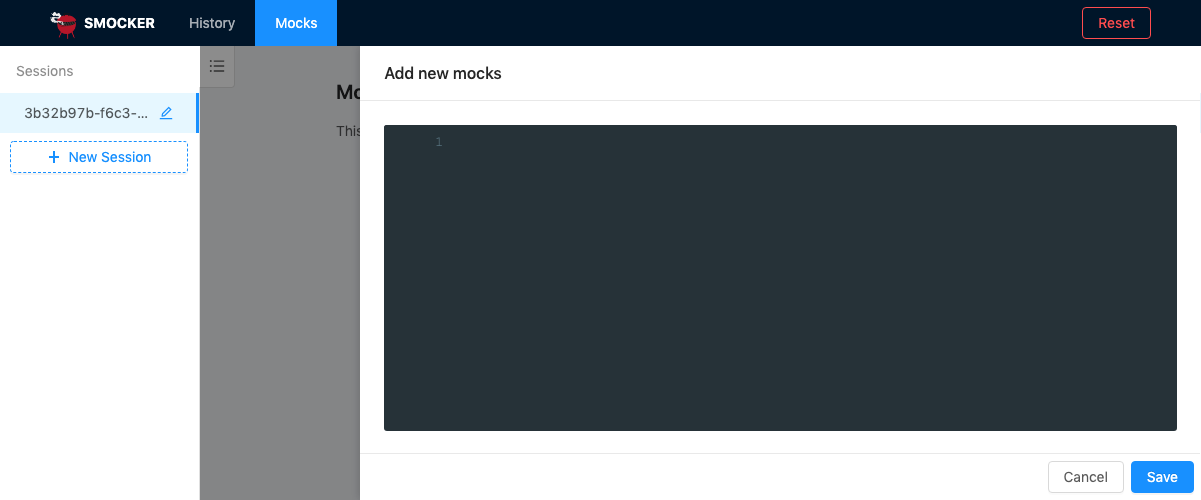 SMOCKER History Mocks Reset
Sessions
3b32b97b-f6c3-...
New Session
Mo
This
Add new mocks
1
Cancel Save